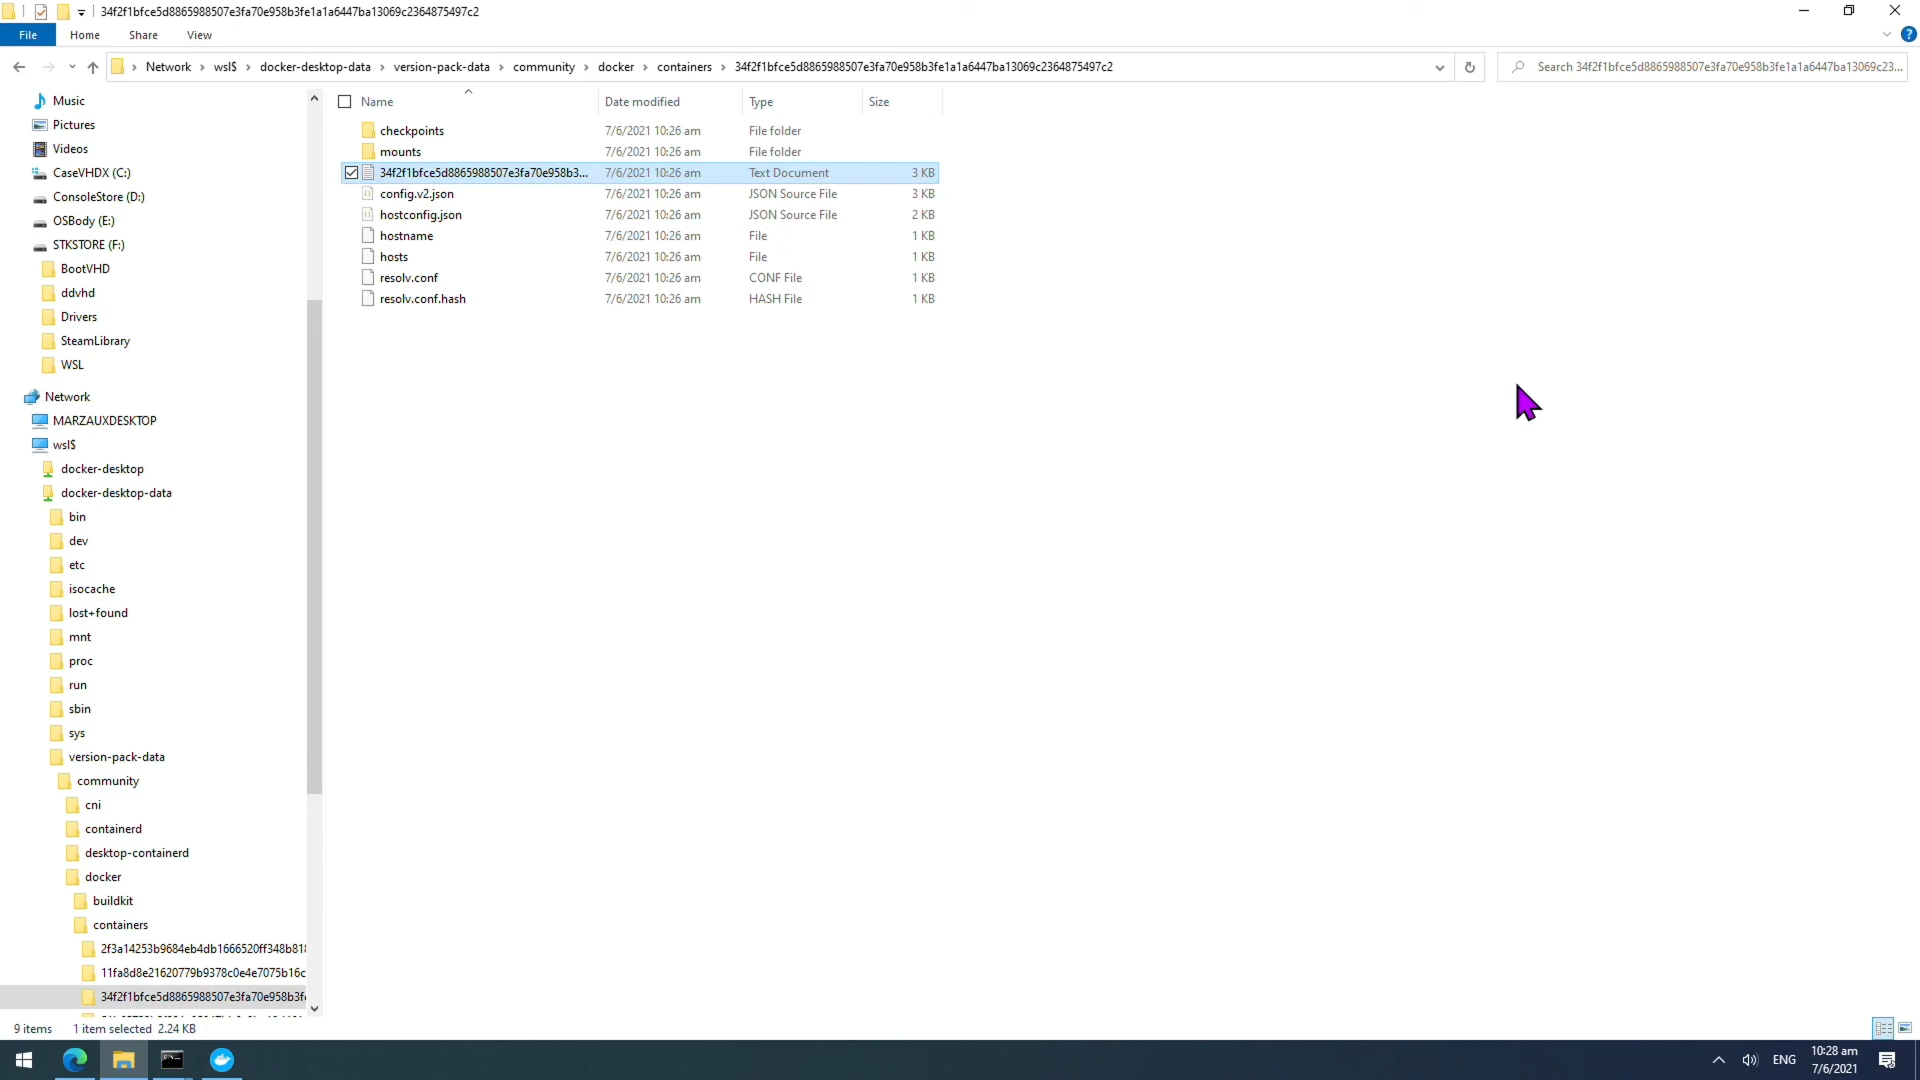 34f2f1bfce5d8865988507e3fa70e958b3fe1a1a6447ba13069c2364875497c2
File Home Share View
Network › wsl$ › docker-desktop-data › version-pack-data › community › docker › containers › 34f2f1bfce5d8865988507e3fa70e958b3fe1a1a6447ba13069c2364875497c2
Search 34f2f1bfce5d8865988507e3fa70e958b3fe1a1a6447ba13069c23...
Music
Pictures
Videos
CaseVHDX (C:)
ConsoleStore (D:)
OSBody (E:)
STKSTORE (F:)
BootVHD
ddvhd
Drivers
SteamLibrary
WSL
Network
MARZAUXDESKTOP
wsl$
docker-desktop
docker-desktop-data
bin
dev
etc
isocache
lost+found
mnt
proc
run
sbin
sys
version-pack-data
community
cni
containerd
desktop-containerd
docker
buildkit
containers
2f3a14253b9684eb4db1666520ff348b81
11fa8d8e21620779b9378c0e4e7075b16c
34f2f1bfce5d8865988507e3fa70e958b3f
Name Date modified Type Size
checkpoints 7/6/2021 10:26 am File folder
mounts 7/6/2021 10:26 am File folder
34f2f1bfce5d8865988507e3fa70e958b3... 7/6/2021 10:26 am Text Document 3 KB
config.v2.json 7/6/2021 10:26 am JSON Source File 3 KB
hostconfig.json 7/6/2021 10:26 am JSON Source File 2 KB
hostname 7/6/2021 10:26 am File 1 KB
hosts 7/6/2021 10:26 am File 1 KB
resolv.conf 7/6/2021 10:26 am CONF File 1 KB
resolv.conf.hash 7/6/2021 10:26 am HASH File 1 KB
9 items 1 item selected 2.24 KB
ENG
10:28 am
7/6/2021